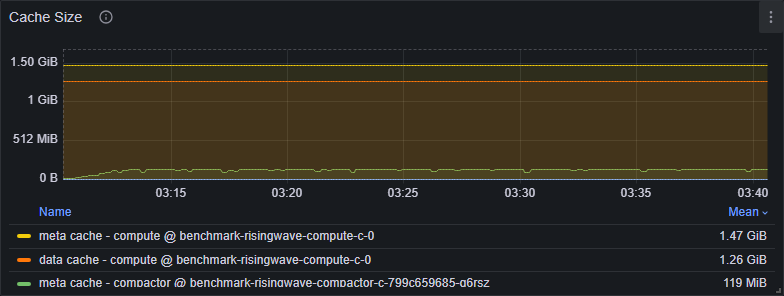 Cache Size
1.50 GiB
1 GiB
512 MiB
0 B
03:15 03:20 03:25 03:30 03:35 03:40
Name Mean
meta cache - compute @ benchmark-risingwave-compute-c-0 1.47 GiB
data cache - compute @ benchmark-risingwave-compute-c-0 1.26 GiB
meta cache - compactor @ benchmark-risingwave-compactor-c-799c659685-g6rsz 119 MiB